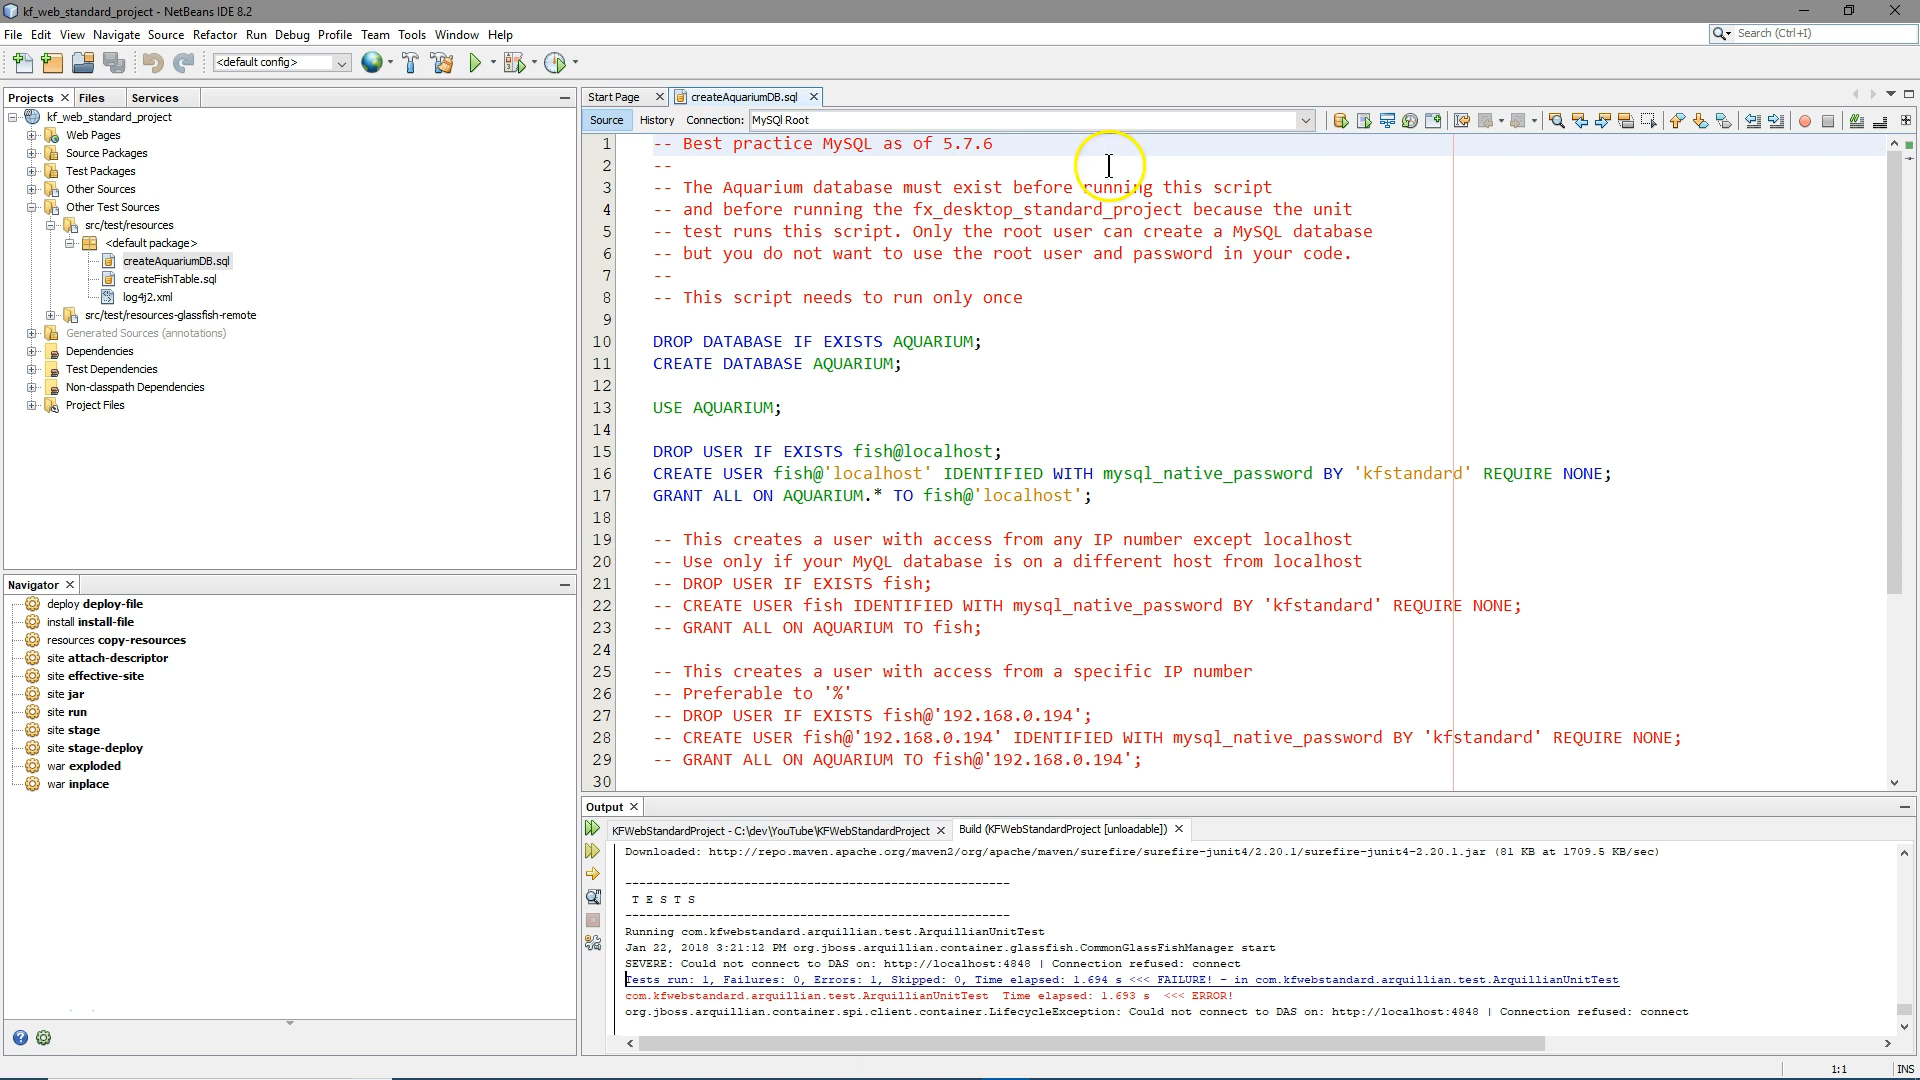 kf_web_standard_project - NetBeans IDE 8.2
File Edit View Navigate Source Refactor Run Debug Profile Team Tools Window Help
Search (Ctrl+I)
<default config>
Projects Files Services
kf_web_standard_project
Web Pages
Source Packages
Test Packages
Other Sources
Other Test Sources
src/test/resources
<default package>
createAquariumDB.sql
createFishTable.sql
log4j2.xml
src/test/resources-glassfish-remote
Generated Sources (annotations)
Dependencies
Test Dependencies
Non-classpath Dependencies
Project Files
Navigator
deploy deploy-file
install install-file
resources copy-resources
site attach-descriptor
site effective-site
site jar
site run
site stage
site stage-deploy
war exploded
war inplace
Start Page createAquariumDB.sql
Source History Connection: MySQl Root
1 -- Best practice MySQL as of 5.7.6
2 --
3 -- The Aquarium database must exist before running this script
4 -- and before running the fx_desktop_standard_project because the unit
5 -- test runs this script. Only the root user can create a MySQL database
6 -- but you do not want to use the root user and password in your code.
7 --
8 -- This script needs to run only once
9
10 DROP DATABASE IF EXISTS AQUARIUM;
11 CREATE DATABASE AQUARIUM;
12
13 USE AQUARIUM;
14
15 DROP USER IF EXISTS fish@localhost;
16 CREATE USER fish@'localhost' IDENTIFIED WITH mysql_native_password BY 'kfstandard' REQUIRE NONE;
17 GRANT ALL ON AQUARIUM.* TO fish@'localhost';
18
19 -- This creates a user with access from any IP number except localhost
20 -- Use only if your MyQL database is on a different host from localhost
21 -- DROP USER IF EXISTS fish;
22 -- CREATE USER fish IDENTIFIED WITH mysql_native_password BY 'kfstandard' REQUIRE NONE;
23 -- GRANT ALL ON AQUARIUM TO fish;
24
25 -- This creates a user with access from a specific IP number
26 -- Preferable to '%'
27 -- DROP USER IF EXISTS fish@'192.168.0.194';
28 -- CREATE USER fish@'192.168.0.194' IDENTIFIED WITH mysql_native_password BY 'kfstandard' REQUIRE NONE;
29 -- GRANT ALL ON AQUARIUM TO fish@'192.168.0.194';
30
Output
KFWebStandardProject - C:\dev\YouTube\KFWebStandardProject Build (KFWebStandardProject [unloadable])
Downloaded: http://repo.maven.apache.org/maven2/org/apache/maven/surefire/surefire-junit4/2.20.1/surefire-junit4-2.20.1.jar (81 KB at 1709.5 KB/sec)
-------------------------------------------------------
T E S T S
-------------------------------------------------------
Running com.kfwebstandard.arquillian.test.ArquillianUnitTest
Jan 22, 2018 3:21:12 PM org.jboss.arquillian.container.glassfish.CommonGlassFishManager start
SEVERE: Could not connect to DAS on: http://localhost:4848 | Connection refused: connect
Tests run: 1, Failures: 0, Errors: 1, Skipped: 0, Time elapsed: 1.694 s <<< FAILURE! - in com.kfwebstandard.arquillian.test.ArquillianUnitTest
com.kfwebstandard.arquillian.test.ArquillianUnitTest Time elapsed: 1.693 s <<< ERROR!
org.jboss.arquillian.container.spi.client.container.LifecycleException: Could not connect to DAS on: http://localhost:4848 | Connection refused: connect
1:1 INS